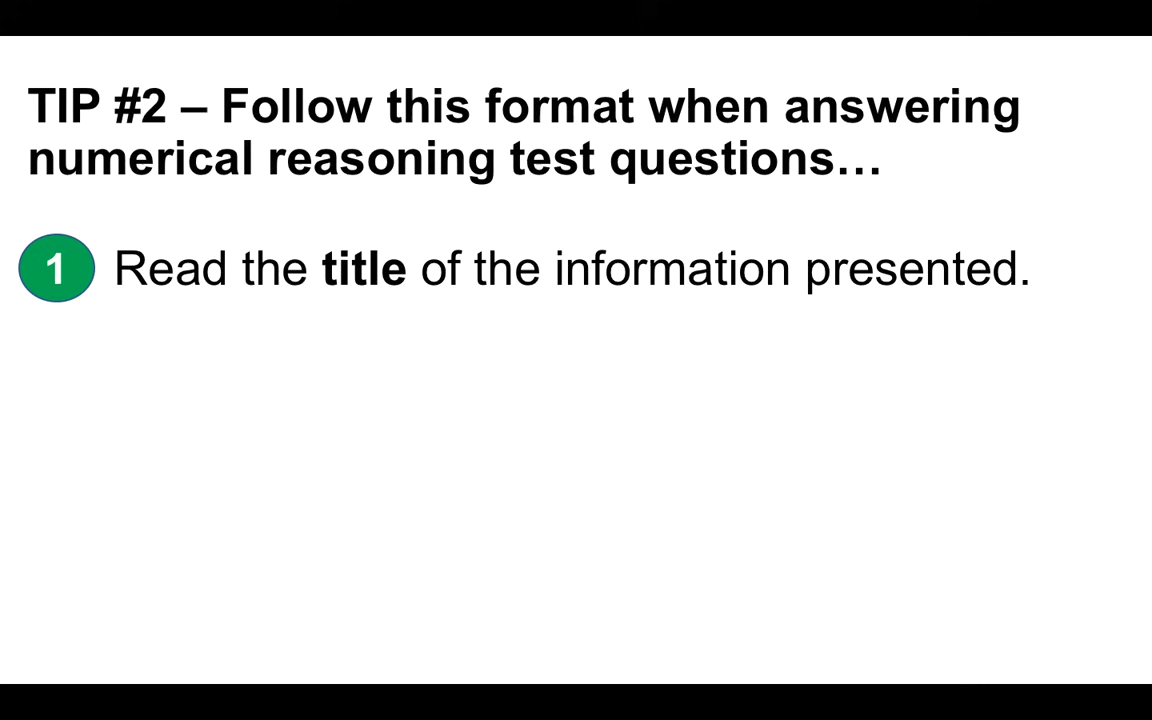 TIP #2 – Follow this format when answering
numerical reasoning test questions…
1 Read the title of the information presented.